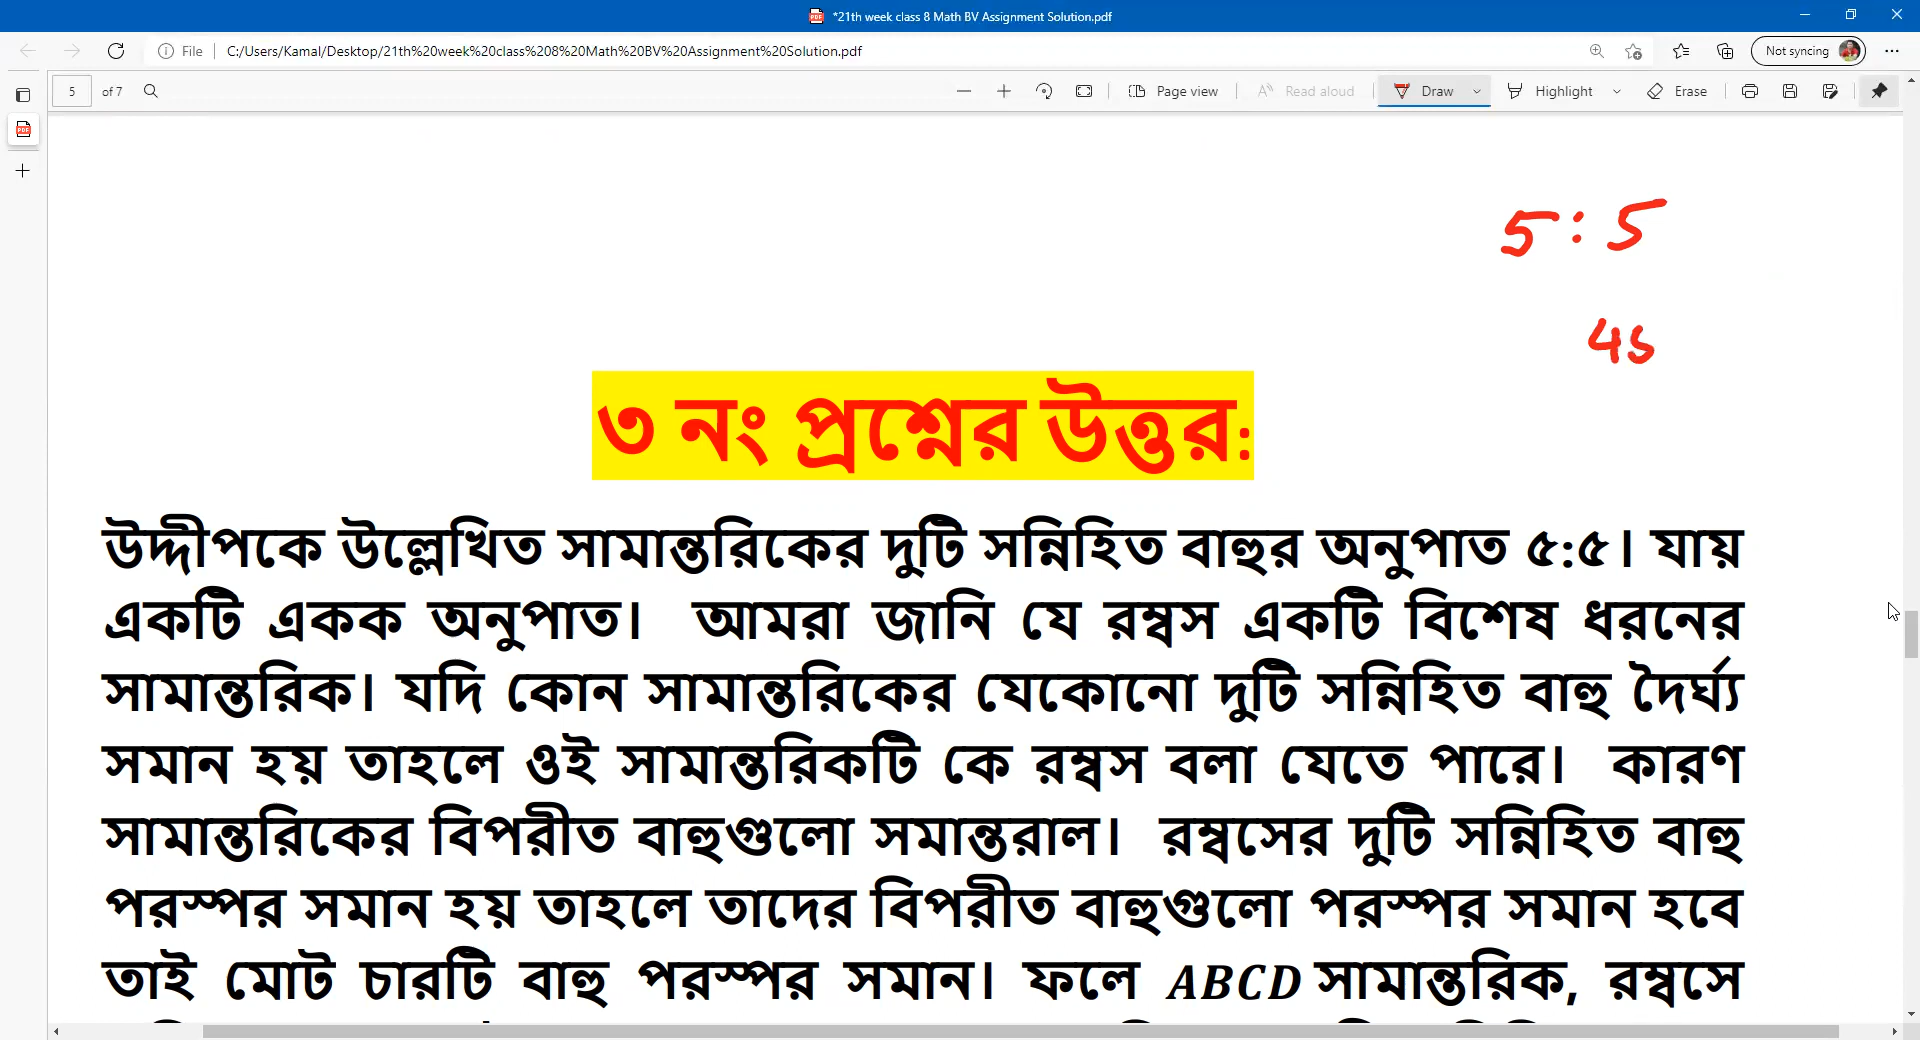 *21th week class 8 Math BV Assignment Solution.pdf
File C:/Users/Kamal/Desktop/21th%20week%20class%208%20Math%20BV%20Assignment%20Solution.pdf Not syncing
5 of 7 Page view Read aloud Draw Highlight Erase
5:5
45
৩ নং প্রশ্নের উত্তর:
উদ্দীপকে উল্লেখিত সামান্তরিকের দুটি সন্নিহিত বাহুর অনুপাত ৫:৫। যায়
একটি একক অনুপাত। আমরা জানি যে রম্বস একটি বিশেষ ধরনের
সামান্তরিক। যদি কোন সামান্তরিকের যেকোনো দুটি সন্নিহিত বাহু দৈর্ঘ্য
সমান হয় তাহলে ওই সামান্তরিকটি কে রম্বস বলা যেতে পারে। কারণ
সামান্তরিকের বিপরীত বাহুগুলো সমান্তরাল। রম্বসের দুটি সন্নিহিত বাহু
পরস্পর সমান হয় তাহলে তাদের বিপরীত বাহুগুলো পরস্পর সমান হবে
তাই মোট চারটি বাহু পরস্পর সমান। ফলে ABCD সামান্তরিক, রম্বসে